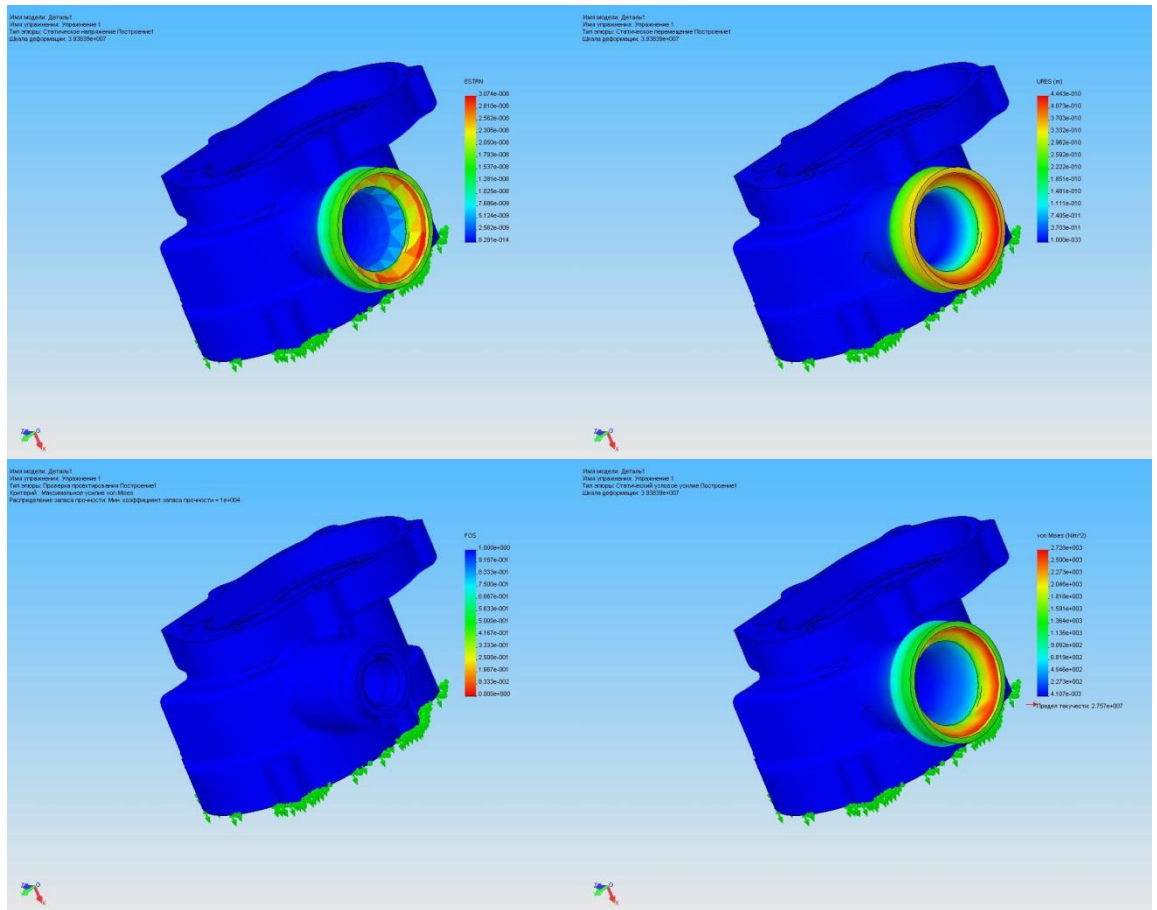 Имя модели: Деталь1
Имя упражнения: Упражнение 1
Тип эпюры: Статическое напряжение Построение1
Шкала деформации: 3.93839e+007
ESTRN
3.074e-008
2.818e-008
2.562e-008
2.306e-008
2.050e-008
1.793e-008
1.537e-008
1.281e-008
1.025e-008
7.686e-009
5.124e-009
2.562e-009
8.291e-014
Имя модели: Деталь1
Имя упражнения: Упражнение 1
Тип эпюры: Статическое перемещение Построение1
Шкала деформации: 3.93839e+007
URES (m)
4.443e-010
4.073e-010
3.703e-010
3.332e-010
2.962e-010
2.592e-010
2.222e-010
1.851e-010
1.481e-010
1.111e-010
7.405e-011
3.703e-011
1.000e-033
Имя модели: Деталь1
Имя упражнения: Упражнение 1
Тип эпюры: Проверка проектирования Построение1
Критерий : Максимальное усилие von Mises
Распределение запаса прочности: Мин. коэффициент запаса прочности = 1e+004
FOS
1.000e+000
9.167e-001
8.333e-001
7.500e-001
6.667e-001
5.833e-001
5.000e-001
4.167e-001
3.333e-001
2.500e-001
1.667e-001
8.333e-002
0.000e+000
Имя модели: Деталь1
Имя упражнения: Упражнение 1
Тип эпюры: Статический узловое усилие Построение1
Шкала деформации: 3.93839e+007
von Mises (N/m^2)
2.728e+003
2.500e+003
2.273e+003
2.046e+003
1.818e+003
1.591e+003
1.364e+003
1.136e+003
9.092e+002
6.819e+002
4.546e+002
2.273e+002
4.107e-003
Предел текучести: 2.757e+007